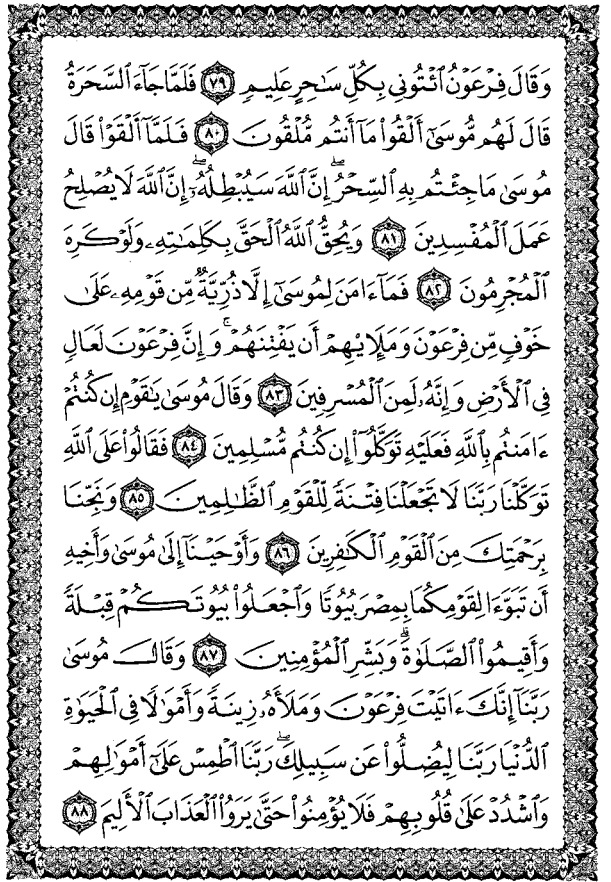 وَقَالَ فِرْعَوْنُ ٱئْتُونِى بِكُلِّ سَـٰحِرٍ عَلِيمٍ ٧٩ فَلَمَّا جَآءَ ٱلسَّحَرَةُ
قَالَ لَهُم مُّوسَىٰٓ أَلْقُوا۟ مَآ أَنتُم مُّلْقُونَ ٨٠ فَلَمَّآ أَلْقَوْا۟ قَالَ
مُوسَىٰ مَا جِئْتُم بِهِ ٱلسِّحْرُ ۖ إِنَّ ٱللَّهَ سَيُبْطِلُهُۥٓ ۖ إِنَّ ٱللَّهَ لَا يُصْلِحُ
عَمَلَ ٱلْمُفْسِدِينَ ٨١ وَيُحِقُّ ٱللَّهُ ٱلْحَقَّ بِكَلِمَـٰتِهِۦ وَلَوْ كَرِهَ
ٱلْمُجْرِمُونَ ٨٢ فَمَآ ءَامَنَ لِمُوسَىٰٓ إِلَّا ذُرِّيَّةٌ مِّن قَوْمِهِۦ عَلَىٰ
خَوْفٍ مِّن فِرْعَوْنَ وَمَلَإِي۟هِمْ أَن يَفْتِنَهُمْ ۚ وَإِنَّ فِرْعَوْنَ لَعَالٍ
فِى ٱلْأَرْضِ وَإِنَّهُۥ لَمِنَ ٱلْمُسْرِفِينَ ٨٣ وَقَالَ مُوسَىٰ يَـٰقَوْمِ إِن كُنتُمْ
ءَامَنتُم بِٱللَّهِ فَعَلَيْهِ تَوَكَّلُوٓا۟ إِن كُنتُم مُّسْلِمِينَ ٨٤ فَقَالُوا۟ عَلَى ٱللَّهِ
تَوَكَّلْنَا رَبَّنَا لَا تَجْعَلْنَا فِتْنَةً لِّلْقَوْمِ ٱلظَّـٰلِمِينَ ٨٥ وَنَجِّنَا
بِرَحْمَتِكَ مِنَ ٱلْقَوْمِ ٱلْكَـٰفِرِينَ ٨٦ وَأَوْحَيْنَآ إِلَىٰ مُوسَىٰ وَأَخِيهِ
أَن تَبَوَّءَا لِقَوْمِكُمَا بِمِصْرَ بُيُوتًا وَٱجْعَلُوا۟ بُيُوتَكُمْ قِبْلَةً
وَأَقِيمُوا۟ ٱلصَّلَوٰةَ ۗ وَبَشِّرِ ٱلْمُؤْمِنِينَ ٨٧ وَقَالَ مُوسَىٰ
رَبَّنَآ إِنَّكَ ءَاتَيْتَ فِرْعَوْنَ وَمَلَأَهُۥ زِينَةً وَأَمْوَٰلًا فِى ٱلْحَيَوٰةِ
ٱلدُّنْيَا رَبَّنَا لِيُضِلُّوا۟ عَن سَبِيلِكَ ۖ رَبَّنَا ٱطْمِسْ عَلَىٰٓ أَمْوَٰلِهِمْ
وَٱشْدُدْ عَلَىٰ قُلُوبِهِمْ فَلَا يُؤْمِنُوا۟ حَتَّىٰ يَرَوُا۟ ٱلْعَذَابَ ٱلْأَلِيمَ ٨٨